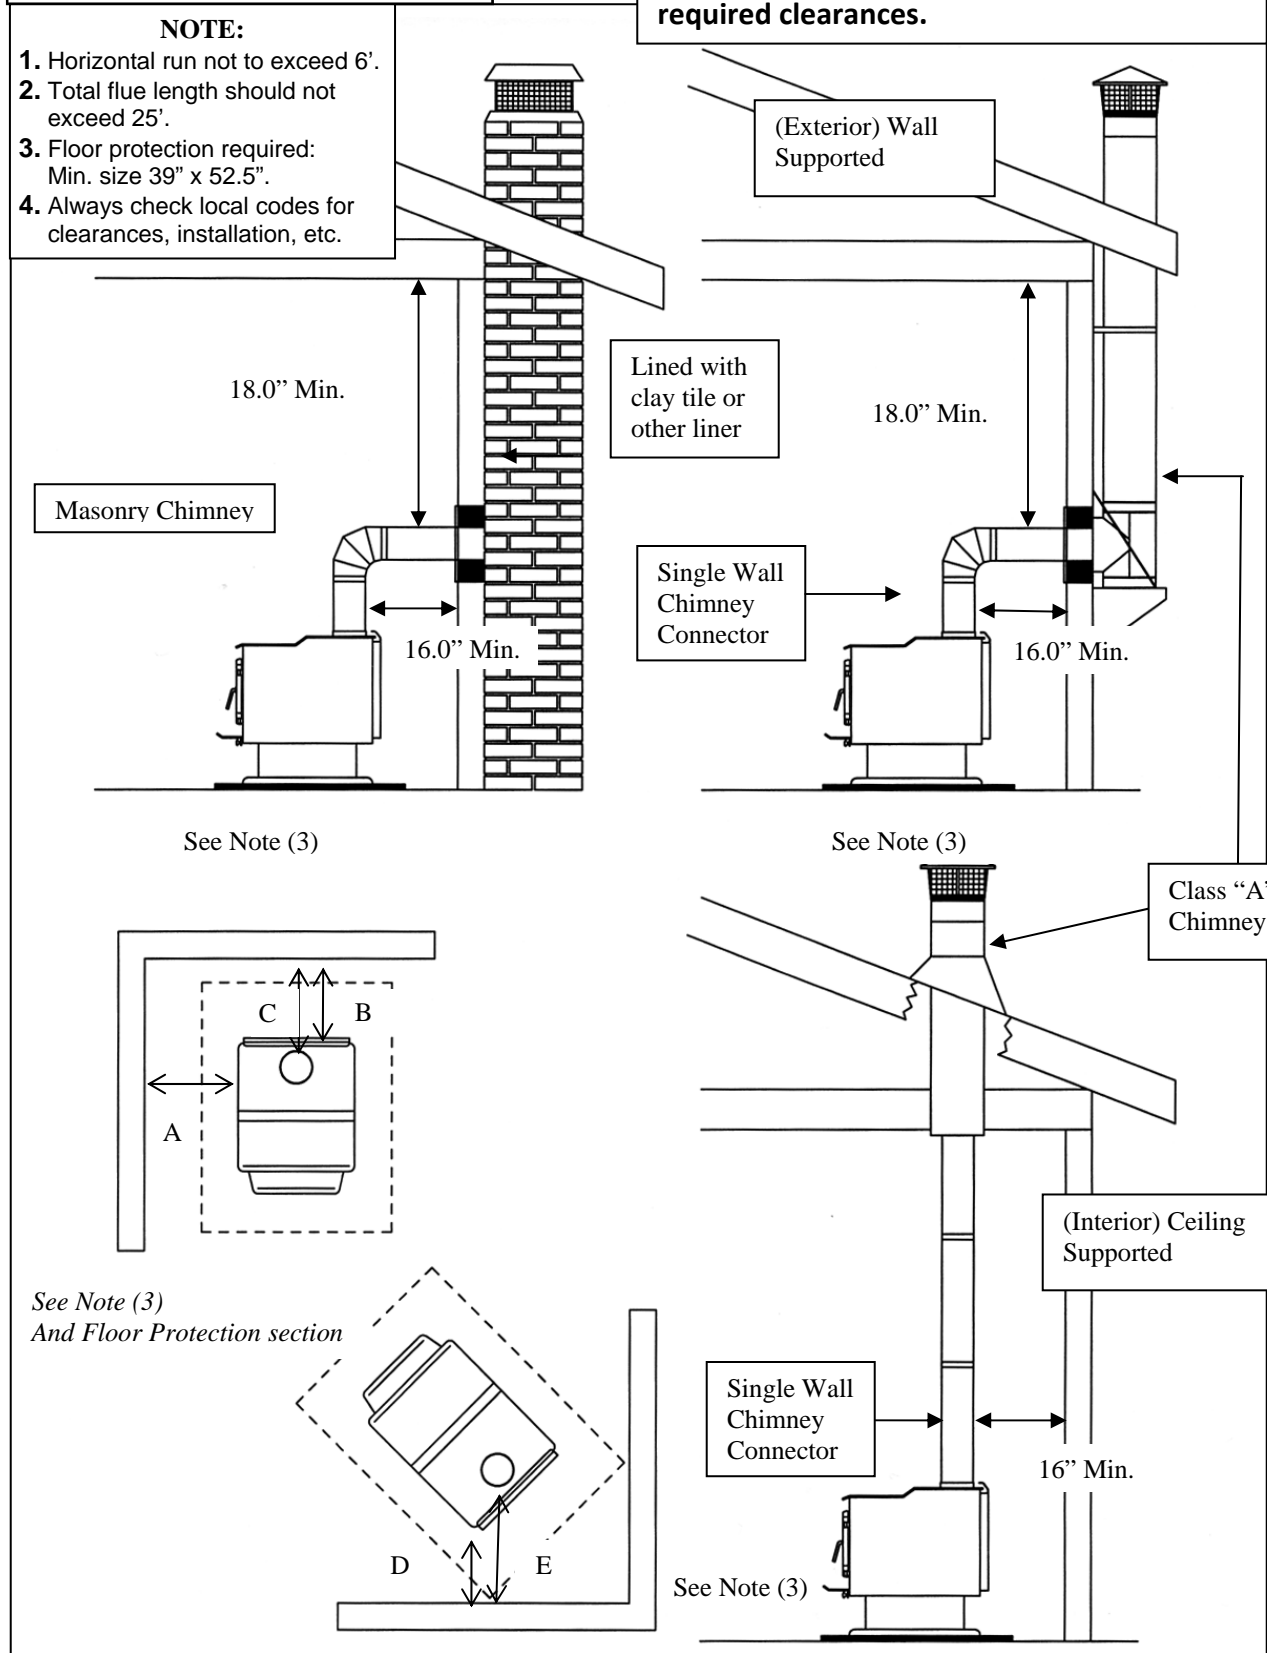 required clearances.
NOTE:
1. Horizontal run not to exceed 6’.
2. Total flue length should not
exceed 25’.
3. Floor protection required:
Min. size 39” x 52.5”.
4. Always check local codes for
clearances, installation, etc.
(Exterior) Wall
Supported
18.0” Min.
Lined with
clay tile or
other liner
18.0” Min.
Masonry Chimney
Single Wall
Chimney
Connector
16.0” Min.
16.0” Min.
See Note (3)
See Note (3)
Class “A”
Chimney
C
B
A
(Interior) Ceiling
Supported
See Note (3)
And Floor Protection section
Single Wall
Chimney
Connector
16” Min.
D
E
See Note (3)